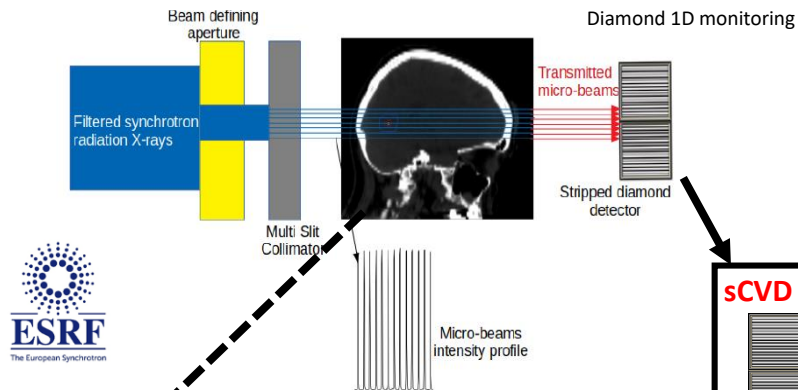 Beam defining
aperture
Diamond 1D monitoring
Filtered synchrotron
radiation X-rays
Transmitted
micro-beams
Stripped diamond
detector
Multi Slit
Collimator
sCVD
ESRF
The European Synchrotron
Micro-beams
intensity profile